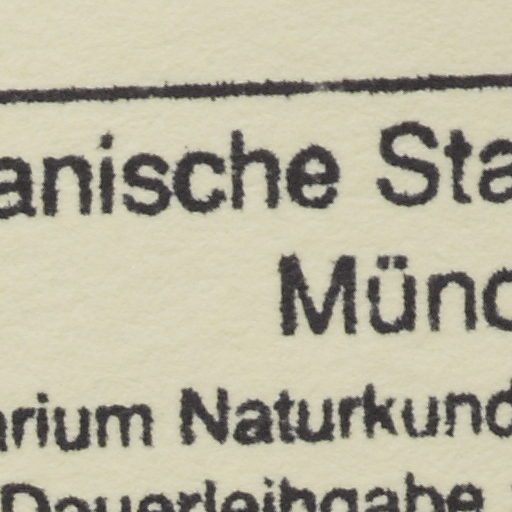 anische Sta
Münc
arium Naturkund
Dauerleihgabe